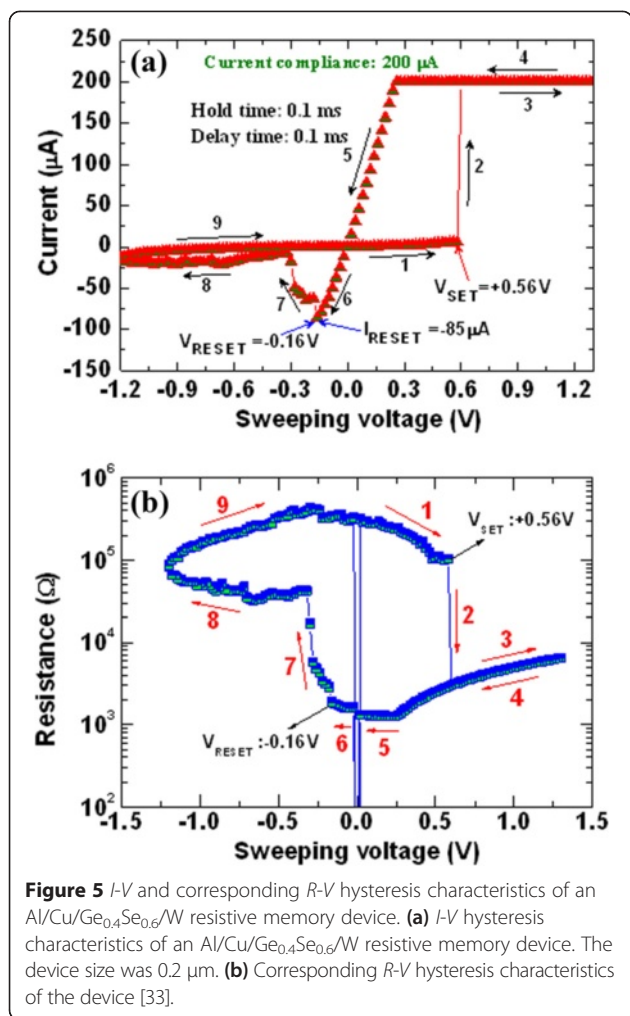 (a)
Current compliance: 200 μA
Hold time: 0.1 ms
Delay time: 0.1 ms
250
200
150
100
50
0
-50
-100
-150
Current (μA)
4
3
5
2
9
1
8
7
6
V_SET=+0.56V
V_RESET =-0.16V
I_RESET=-85μA
-1.2 -0.9 -0.6 -0.3 0.0 0.3 0.6 0.9 1.2
Sweeping voltage (V)
(b)
10^6
10^5
10^4
10^3
10^2
Resistance (Ω)
9
1
V_SET:+0.56V
2
8
3
4
7
6
5
V_RESET:-0.16V
-1.5 -1.0 -0.5 0.0 0.5 1.0 1.5
Sweeping voltage (V)
Figure 5 I-V and corresponding R-V hysteresis characteristics of an
Al/Cu/Ge0.4Se0.6/W resistive memory device. (a) I-V hysteresis
characteristics of an Al/Cu/Ge0.4Se0.6/W resistive memory device. The
device size was 0.2 μm. (b) Corresponding R-V hysteresis characteristics
of the device [33].